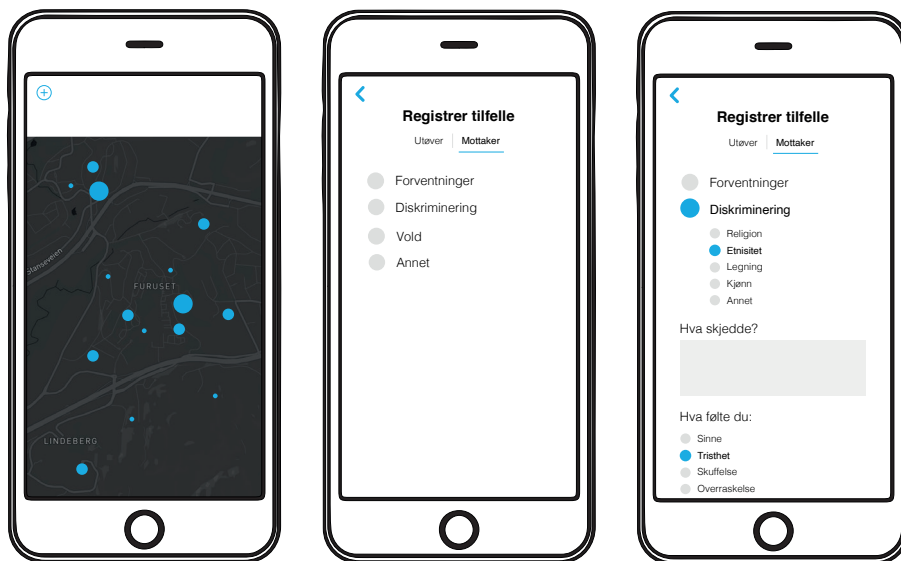 Stanseveien
FURUSET
LINDEBERG
Registrer tilfelle
Utøver Mottaker
Forventninger
Diskriminering
Vold
Annet
Registrer tilfelle
Utøver Mottaker
Forventninger
Diskriminering
Religion
Etnisitet
Legning
Kjønn
Annet
Hva skjedde?
Hva følte du:
Sinne
Tristhet
Skuffelse
Overraskelse